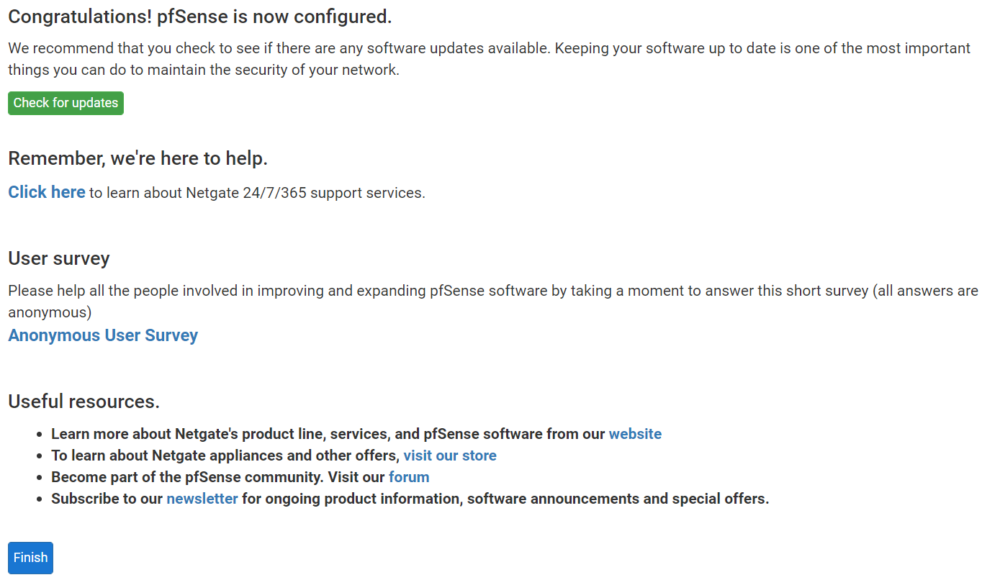 Congratulations! pfSense is now configured.
We recommend that you check to see if there are any software updates available. Keeping your software up to date is one of the most important
things you can do to maintain the security of your network.
Check for updates
Remember, we're here to help.
Click here to learn about Netgate 24/7/365 support services.
User survey
Please help all the people involved in improving and expanding pfSense software by taking a moment to answer this short survey (all answers are
anonymous)
Anonymous User Survey
Useful resources.
• Learn more about Netgate's product line, services, and pfSense software from our website
• To learn about Netgate appliances and other offers, visit our store
• Become part of the pfSense community. Visit our forum
• Subscribe to our newsletter for ongoing product information, software announcements and special offers.
Finish